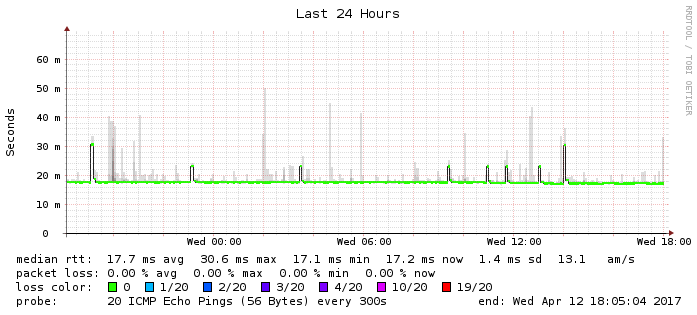 Last 24 Hours
RRDTOOL / TOBI OETIKER
Seconds
60 m
50 m
40 m
30 m
20 m
10 m
0
Wed 00:00 Wed 06:00 Wed 12:00 Wed 18:00
median rtt: 17.7 ms avg 30.6 ms max 17.1 ms min 17.2 ms now 1.4 ms sd 13.1 am/s
packet loss: 0.00 % avg 0.00 % max 0.00 % min 0.00 % now
loss color: 0 1/20 2/20 3/20 4/20 10/20 19/20
probe: 20 ICMP Echo Pings (56 Bytes) every 300s end: Wed Apr 12 18:05:04 2017